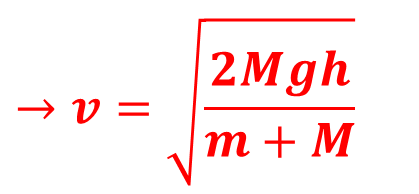 → v = √(2Mgh / (m + M))